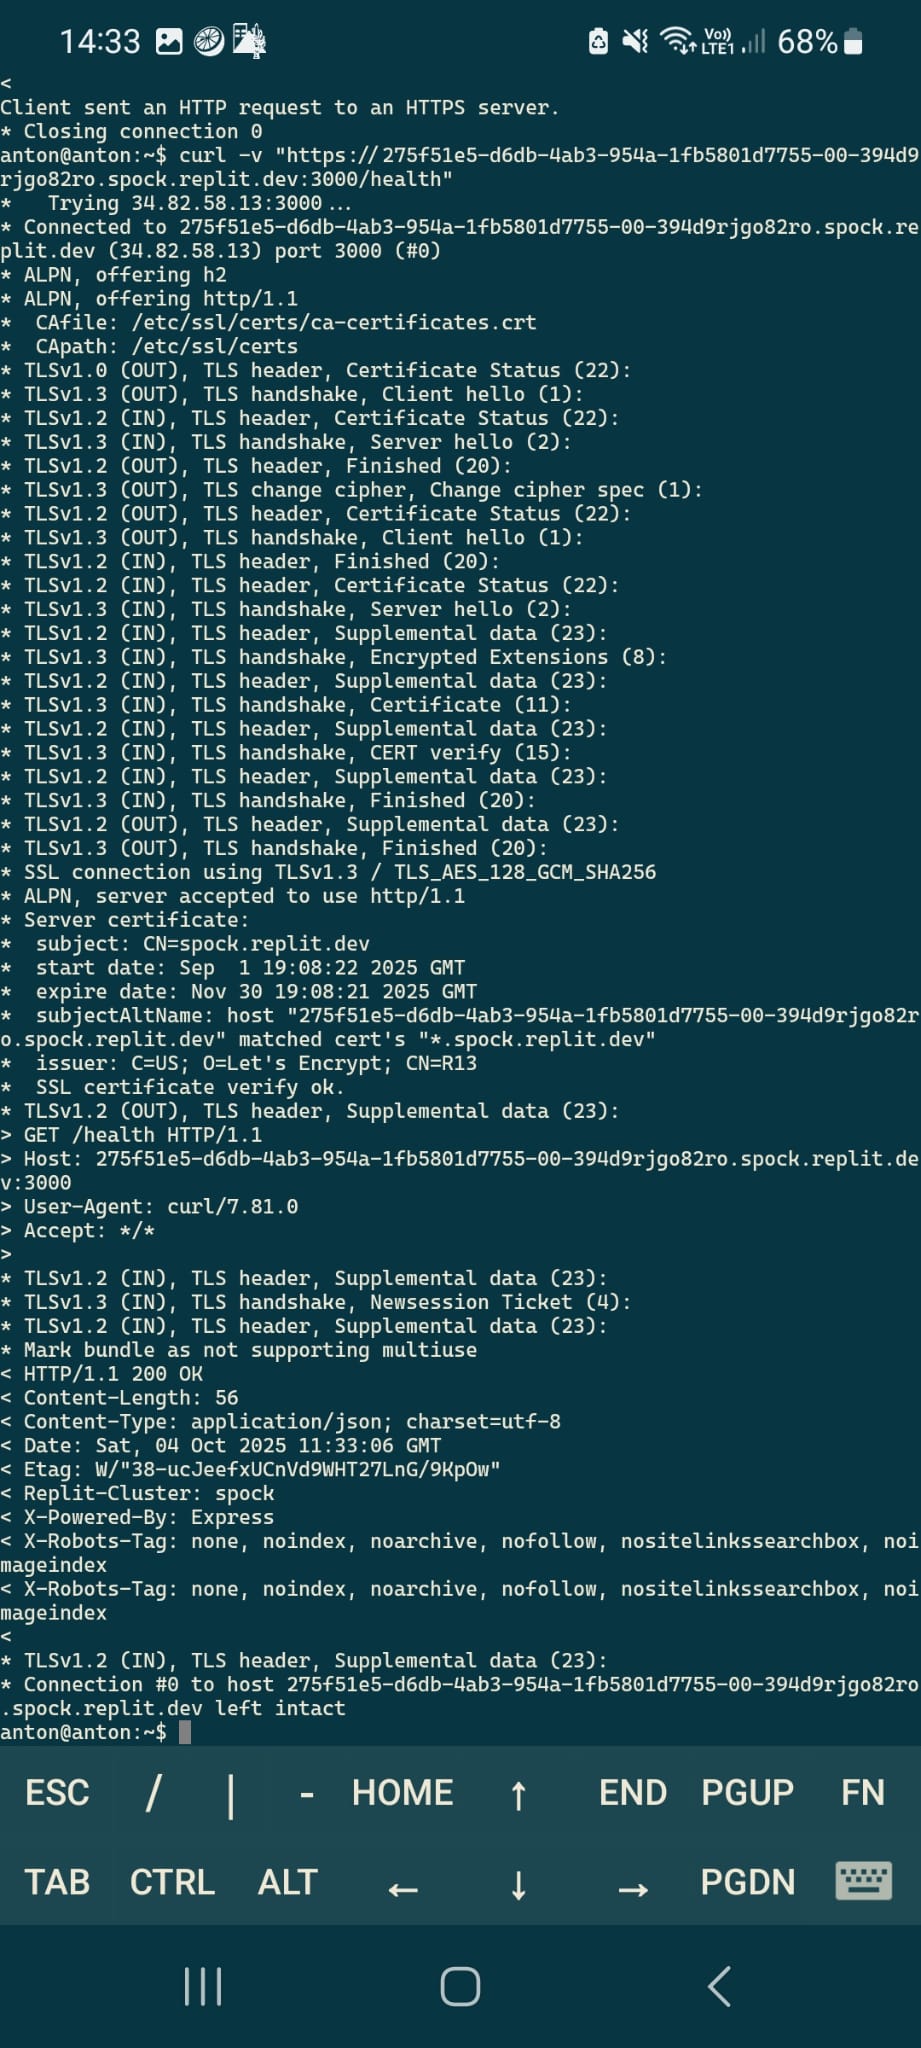 14:33 Vo)) LTE1 68%
<
Client sent an HTTP request to an HTTPS server.
* Closing connection 0
anton@anton:~$ curl -v "https://275f51e5-d6db-4ab3-954a-1fb5801d7755-00-394d9
rjgo82ro.spock.replit.dev:3000/health"
*   Trying 34.82.58.13:3000...
* Connected to 275f51e5-d6db-4ab3-954a-1fb5801d7755-00-394d9rjgo82ro.spock.re
plit.dev (34.82.58.13) port 3000 (#0)
* ALPN, offering h2
* ALPN, offering http/1.1
*  CAfile: /etc/ssl/certs/ca-certificates.crt
*  CApath: /etc/ssl/certs
* TLSv1.0 (OUT), TLS header, Certificate Status (22):
* TLSv1.3 (OUT), TLS handshake, Client hello (1):
* TLSv1.2 (IN), TLS header, Certificate Status (22):
* TLSv1.3 (IN), TLS handshake, Server hello (2):
* TLSv1.2 (OUT), TLS header, Finished (20):
* TLSv1.3 (OUT), TLS change cipher, Change cipher spec (1):
* TLSv1.2 (OUT), TLS header, Certificate Status (22):
* TLSv1.3 (OUT), TLS handshake, Client hello (1):
* TLSv1.2 (IN), TLS header, Finished (20):
* TLSv1.2 (IN), TLS header, Certificate Status (22):
* TLSv1.3 (IN), TLS handshake, Server hello (2):
* TLSv1.2 (IN), TLS header, Supplemental data (23):
* TLSv1.3 (IN), TLS handshake, Encrypted Extensions (8):
* TLSv1.2 (IN), TLS header, Supplemental data (23):
* TLSv1.3 (IN), TLS handshake, Certificate (11):
* TLSv1.2 (IN), TLS header, Supplemental data (23):
* TLSv1.3 (IN), TLS handshake, CERT verify (15):
* TLSv1.2 (IN), TLS header, Supplemental data (23):
* TLSv1.3 (IN), TLS handshake, Finished (20):
* TLSv1.2 (OUT), TLS header, Supplemental data (23):
* TLSv1.3 (OUT), TLS handshake, Finished (20):
* SSL connection using TLSv1.3 / TLS_AES_128_GCM_SHA256
* ALPN, server accepted to use http/1.1
* Server certificate:
*  subject: CN=spock.replit.dev
*  start date: Sep  1 19:08:22 2025 GMT
*  expire date: Nov 30 19:08:21 2025 GMT
*  subjectAltName: host "275f51e5-d6db-4ab3-954a-1fb5801d7755-00-394d9rjgo82r
o.spock.replit.dev" matched cert's "*.spock.replit.dev"
*  issuer: C=US; O=Let's Encrypt; CN=R13
*  SSL certificate verify ok.
* TLSv1.2 (OUT), TLS header, Supplemental data (23):
> GET /health HTTP/1.1
> Host: 275f51e5-d6db-4ab3-954a-1fb5801d7755-00-394d9rjgo82ro.spock.replit.de
v:3000
> User-Agent: curl/7.81.0
> Accept: */*
>
* TLSv1.2 (IN), TLS header, Supplemental data (23):
* TLSv1.3 (IN), TLS handshake, Newsession Ticket (4):
* TLSv1.2 (IN), TLS header, Supplemental data (23):
* Mark bundle as not supporting multiuse
< HTTP/1.1 200 OK
< Content-Length: 56
< Content-Type: application/json; charset=utf-8
< Date: Sat, 04 Oct 2025 11:33:06 GMT
< Etag: W/"38-ucJeefxUCnVd9WHT27LnG/9KpOw"
< Replit-Cluster: spock
< X-Powered-By: Express
< X-Robots-Tag: none, noindex, noarchive, nofollow, nositelinkssearchbox, noi
mageindex
< X-Robots-Tag: none, noindex, noarchive, nofollow, nositelinkssearchbox, noi
mageindex
<
* TLSv1.2 (IN), TLS header, Supplemental data (23):
* Connection #0 to host 275f51e5-d6db-4ab3-954a-1fb5801d7755-00-394d9rjgo82ro
.spock.replit.dev left intact
anton@anton:~$
ESC / | - HOME ↑ END PGUP FN
TAB CTRL ALT ← ↓ → PGDN